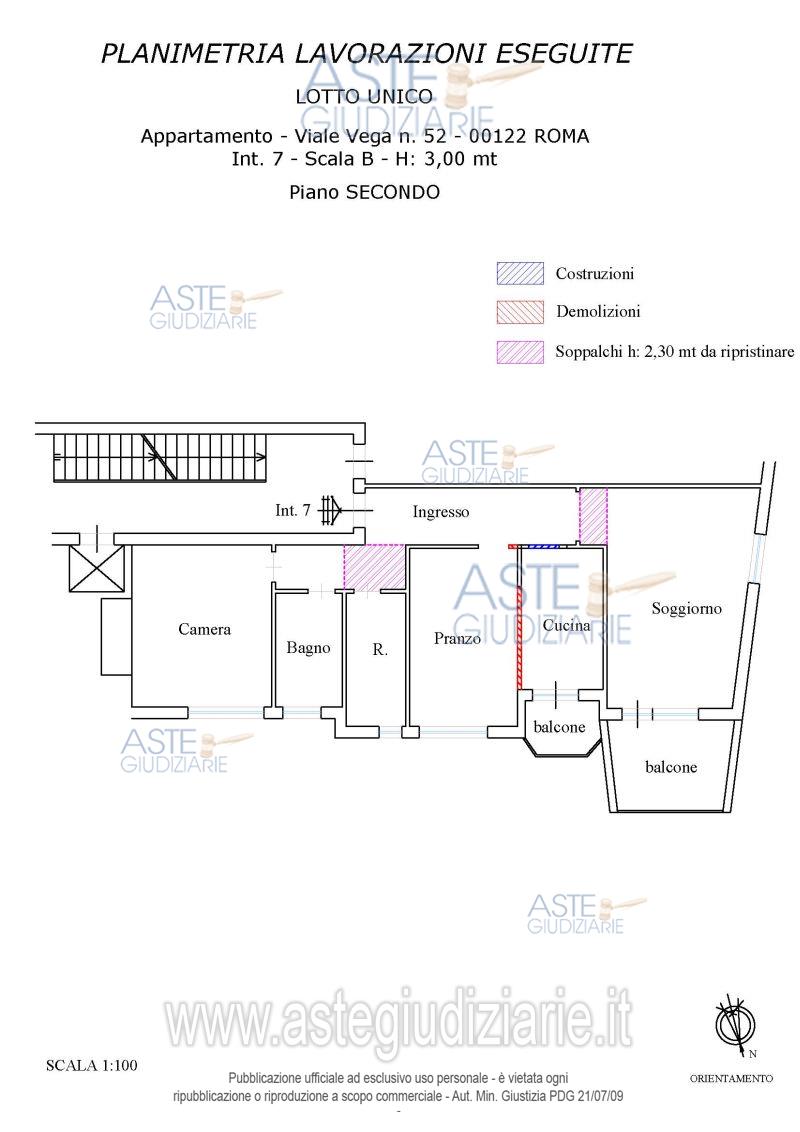 PLANIMETRIA LAVORAZIONI ESEGUITE
LOTTO UNICO
Appartamento - Viale Vega n. 52 - 00122 ROMA
Int. 7 - Scala B - H: 3,00 mt
Piano SECONDO
ASTE
GIUDIZIARIE
Costruzioni
Demolizioni
Soppalchi h: 2,30 mt da ripristinare
ASTE
GIUDIZIARIE
ASTE
GIUDIZIARIE
Int. 7
Ingresso
ASTE
GIUDIZIARIE
Camera
Bagno
R.
Pranzo
Cucina
Soggiorno
balcone
balcone
ASTE
GIUDIZIARIE
ASTE
GIUDIZIARIE
www.astegiudiziarie.it
N
SCALA 1:100
ORIENTAMENTO
Pubblicazione ufficiale ad esclusivo uso personale - è vietata ogni
ripubblicazione o riproduzione a scopo commerciale - Aut. Min. Giustizia PDG 21/07/09
-